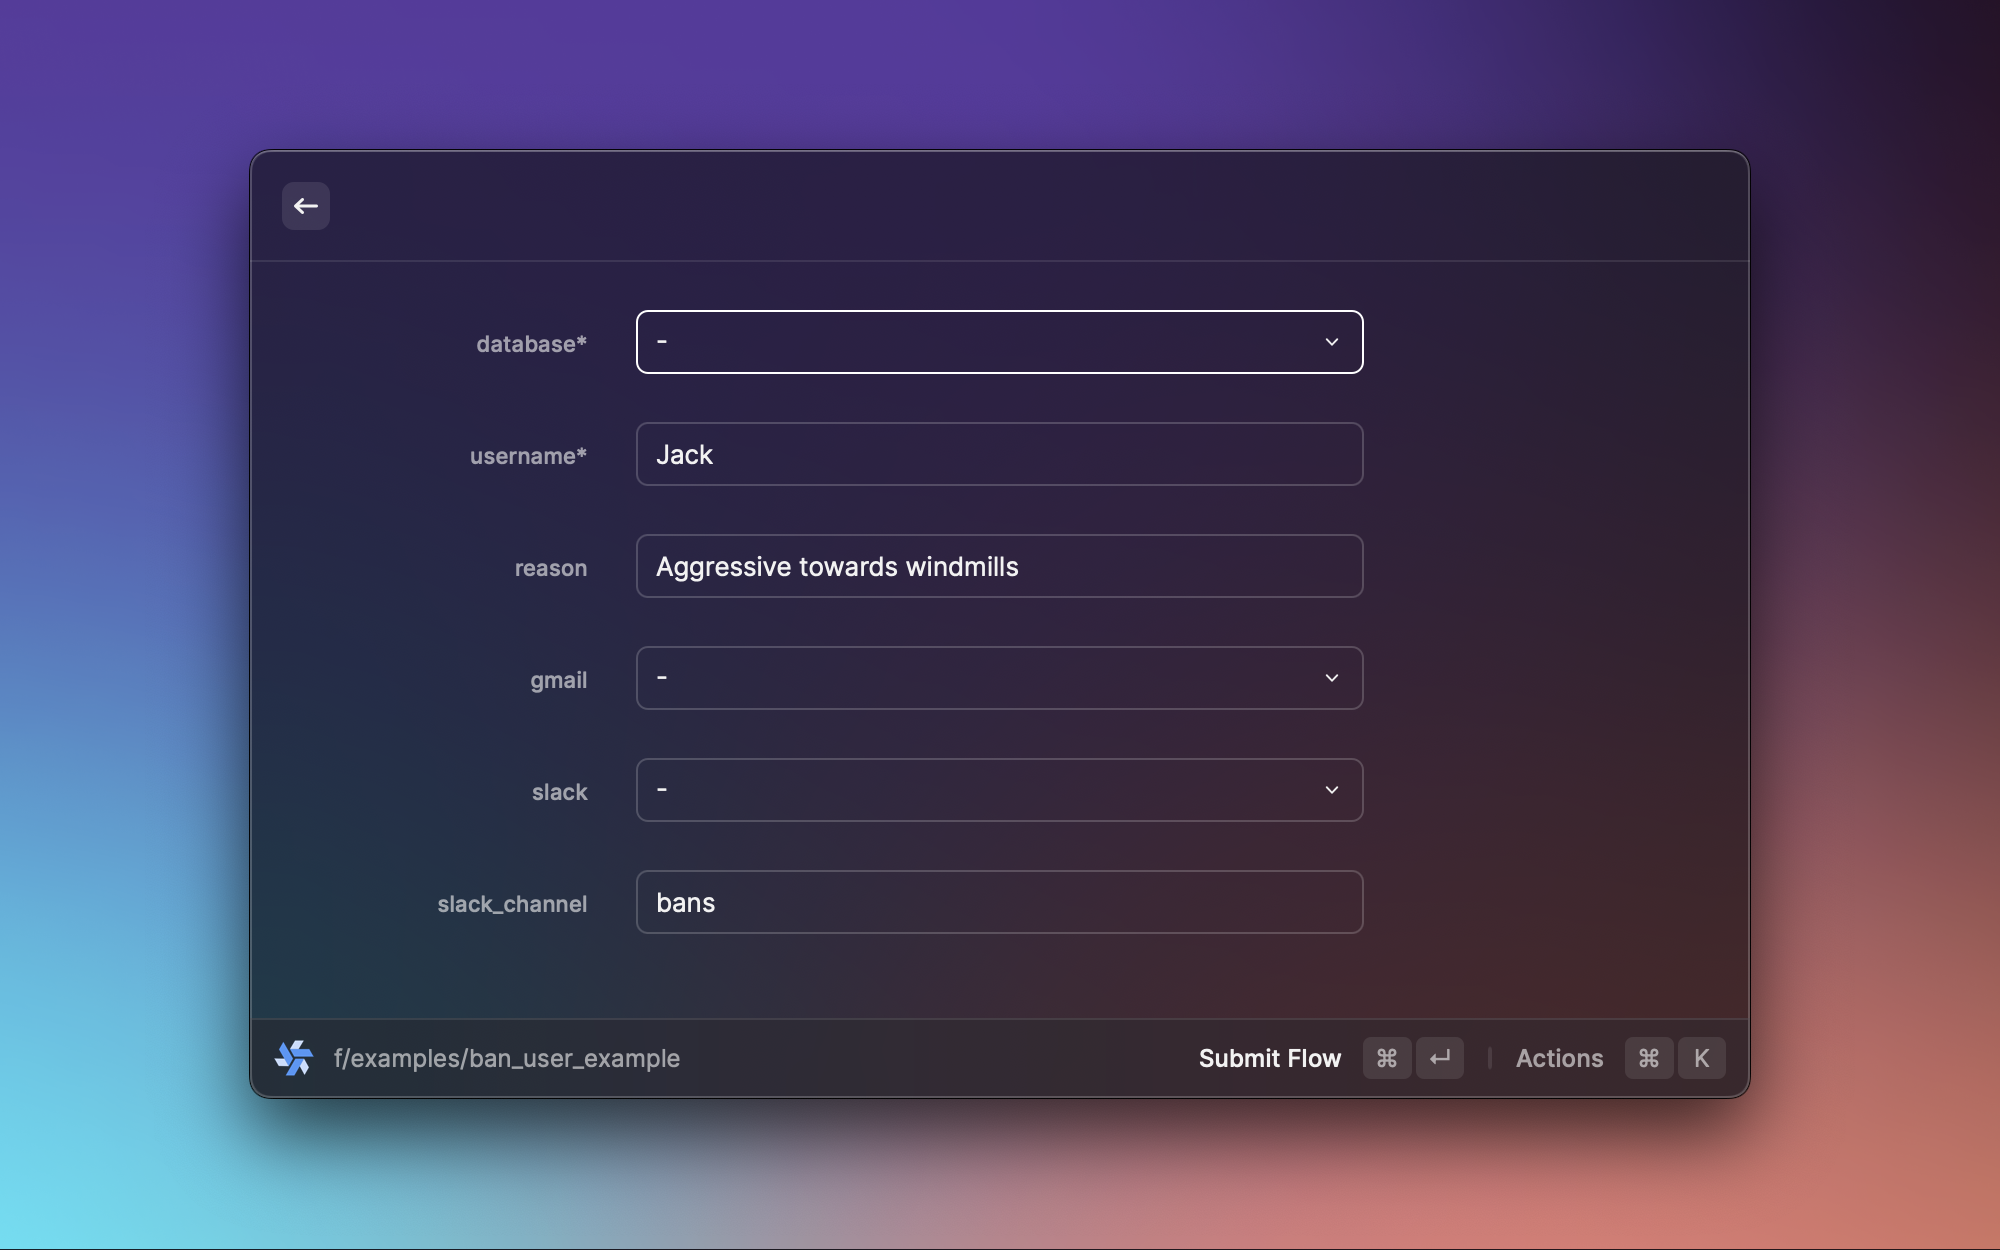 database*
-
username*
Jack
reason
Aggressive towards windmills
gmail
-
slack
-
slack_channel
bans
f/examples/ban_user_example
Submit Flow ⌘ ↵ | Actions ⌘ K